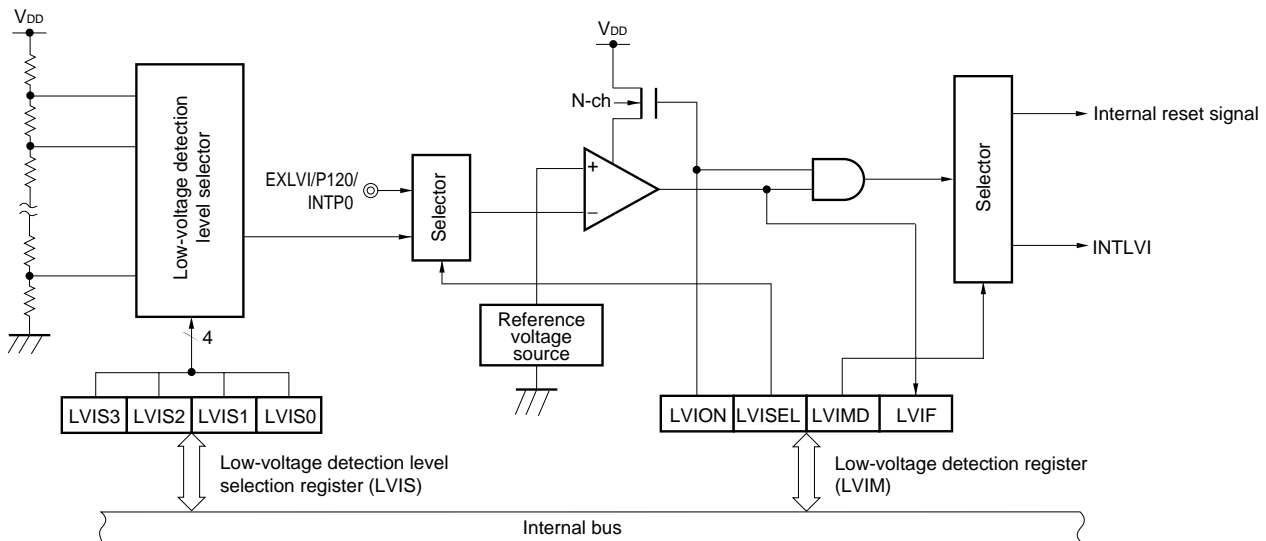 VDD
VDD
Low-voltage detection
level selector
N-ch
EXLVI/P120/
INTP0
Selector
+
−
Selector
Internal reset signal
INTLVI
4
Reference
voltage
source
LVIS3 LVIS2 LVIS1 LVIS0
LVION LVISEL LVIMD LVIF
Low-voltage detection level
selection register (LVIS)
Low-voltage detection register
(LVIM)
Internal bus